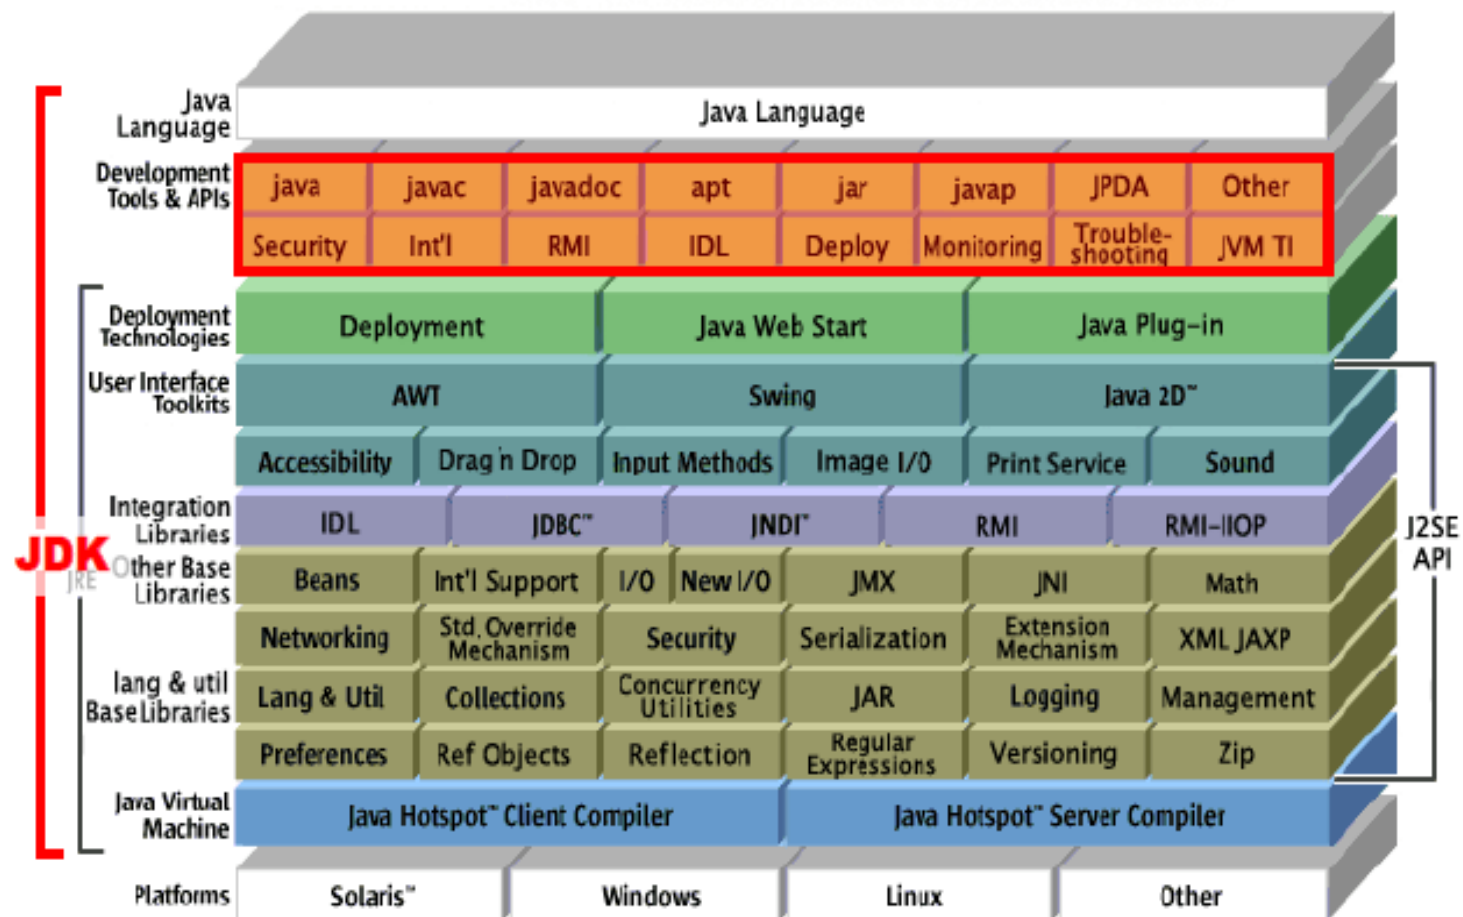 Java
Language
Java Language
Development
Tools & APIs
java javac javadoc apt jar javap JPDA Other
Security Int'l RMI IDL Deploy Monitoring Trouble-
shooting JVM TI
Deployment
Technologies
Deployment Java Web Start Java Plug-in
User Interface
Toolkits
AWT Swing Java 2D™
Accessibility Drag'n Drop Input Methods Image I/O Print Service Sound
Integration
Libraries
IDL JDBC™ JNDI™ RMI RMI-IIOP
J2SE
API
JDK
JRE
Other Base
Libraries
Beans Int'l Support I/O New I/O JMX JNI Math
Networking Std. Override
Mechanism Security Serialization Extension
Mechanism XML JAXP
lang & util
Base Libraries
Lang & Util Collections Concurrency
Utilities JAR Logging Management
Preferences Ref Objects Reflection Regular
Expressions Versioning Zip
Java Virtual
Machine
Java Hotspot™ Client Compiler Java Hotspot™ Server Compiler
Platforms
Solaris™ Windows Linux Other